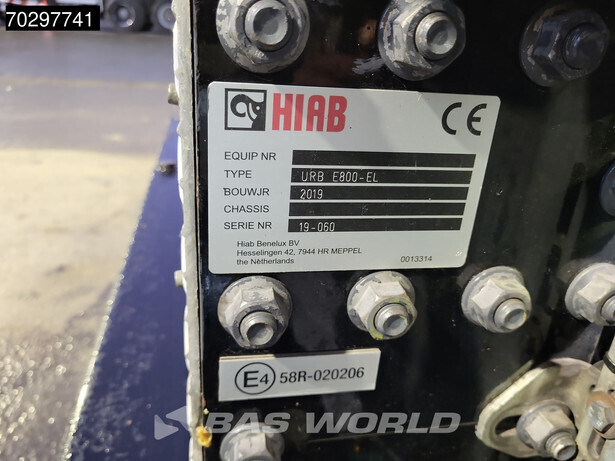 70297741
HIAB
CE
EQUIP NR
TYPE URB E800-EL
BOUWJR 2019
CHASSIS
SERIE NR 19-060
Hiab Benelux BV
Hesselingen 42, 7944 HR MEPPEL
the Netherlands
0013314
E4 58R-020206
BAS WORLD